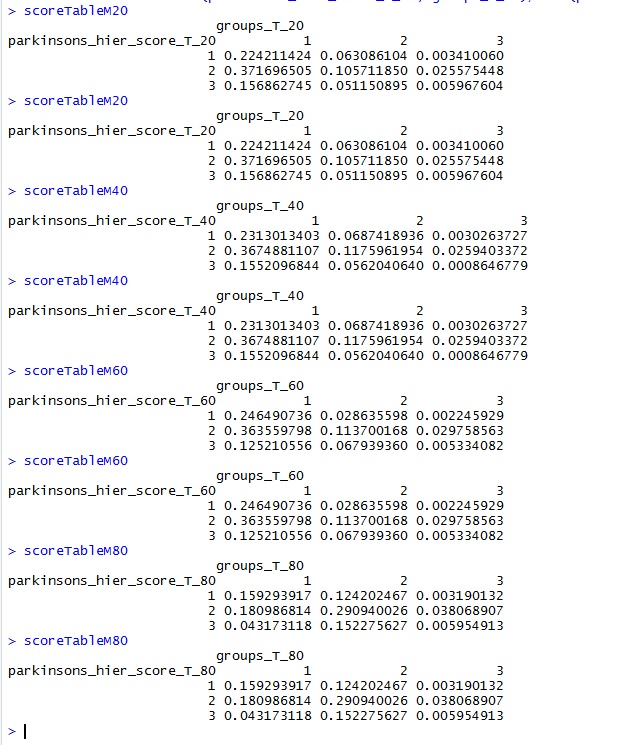 > scoreTableM20
groups_T_20
parkinsons_hier_score_T_20 1 2 3
1 0.224211424 0.063086104 0.003410060
2 0.371696505 0.105711850 0.025575448
3 0.156862745 0.051150895 0.005967604
> scoreTableM20
groups_T_20
parkinsons_hier_score_T_20 1 2 3
1 0.224211424 0.063086104 0.003410060
2 0.371696505 0.105711850 0.025575448
3 0.156862745 0.051150895 0.005967604
> scoreTableM40
groups_T_40
parkinsons_hier_score_T_40 1 2 3
1 0.2313013403 0.0687418936 0.0030263727
2 0.3674881107 0.1175961954 0.0259403372
3 0.1552096844 0.0562040640 0.0008646779
> scoreTableM40
groups_T_40
parkinsons_hier_score_T_40 1 2 3
1 0.2313013403 0.0687418936 0.0030263727
2 0.3674881107 0.1175961954 0.0259403372
3 0.1552096844 0.0562040640 0.0008646779
> scoreTableM60
groups_T_60
parkinsons_hier_score_T_60 1 2 3
1 0.246490736 0.028635598 0.002245929
2 0.363559798 0.113700168 0.029758563
3 0.125210556 0.067939360 0.005334082
> scoreTableM60
groups_T_60
parkinsons_hier_score_T_60 1 2 3
1 0.246490736 0.028635598 0.002245929
2 0.363559798 0.113700168 0.029758563
3 0.125210556 0.067939360 0.005334082
> scoreTableM80
groups_T_80
parkinsons_hier_score_T_80 1 2 3
1 0.159293917 0.124202467 0.003190132
2 0.180986814 0.290940026 0.038068907
3 0.043173118 0.152275627 0.005954913
> scoreTableM80
groups_T_80
parkinsons_hier_score_T_80 1 2 3
1 0.159293917 0.124202467 0.003190132
2 0.180986814 0.290940026 0.038068907
3 0.043173118 0.152275627 0.005954913
>